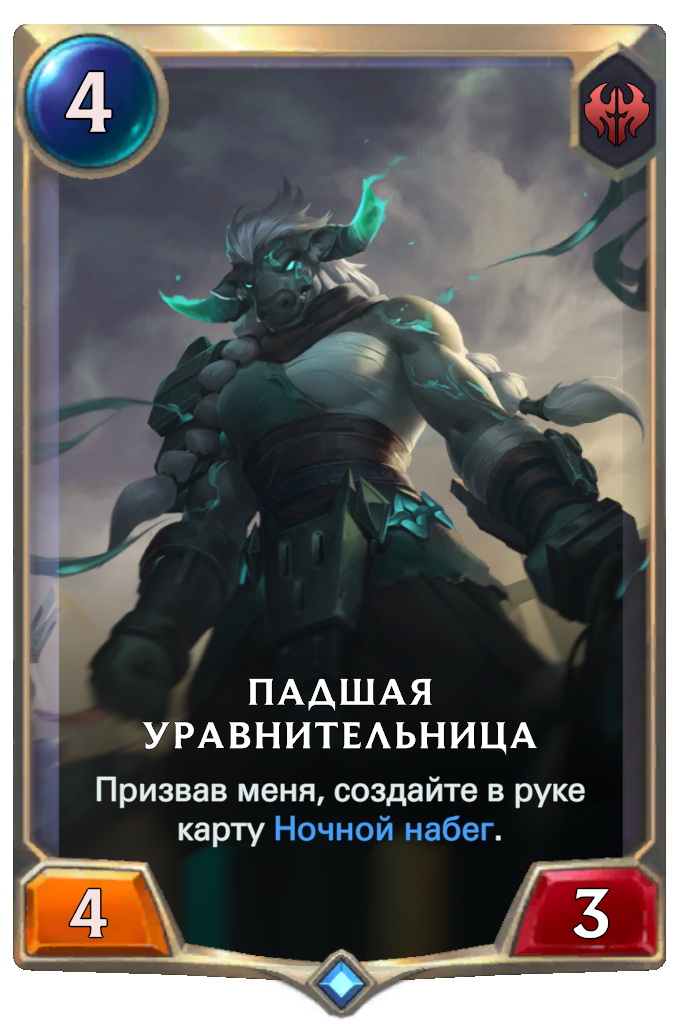 4
ПАДШАЯ
УРАВНИТЕЛЬНИЦА
Призвав меня, создайте в руке
карту Ночной набег.
4
3